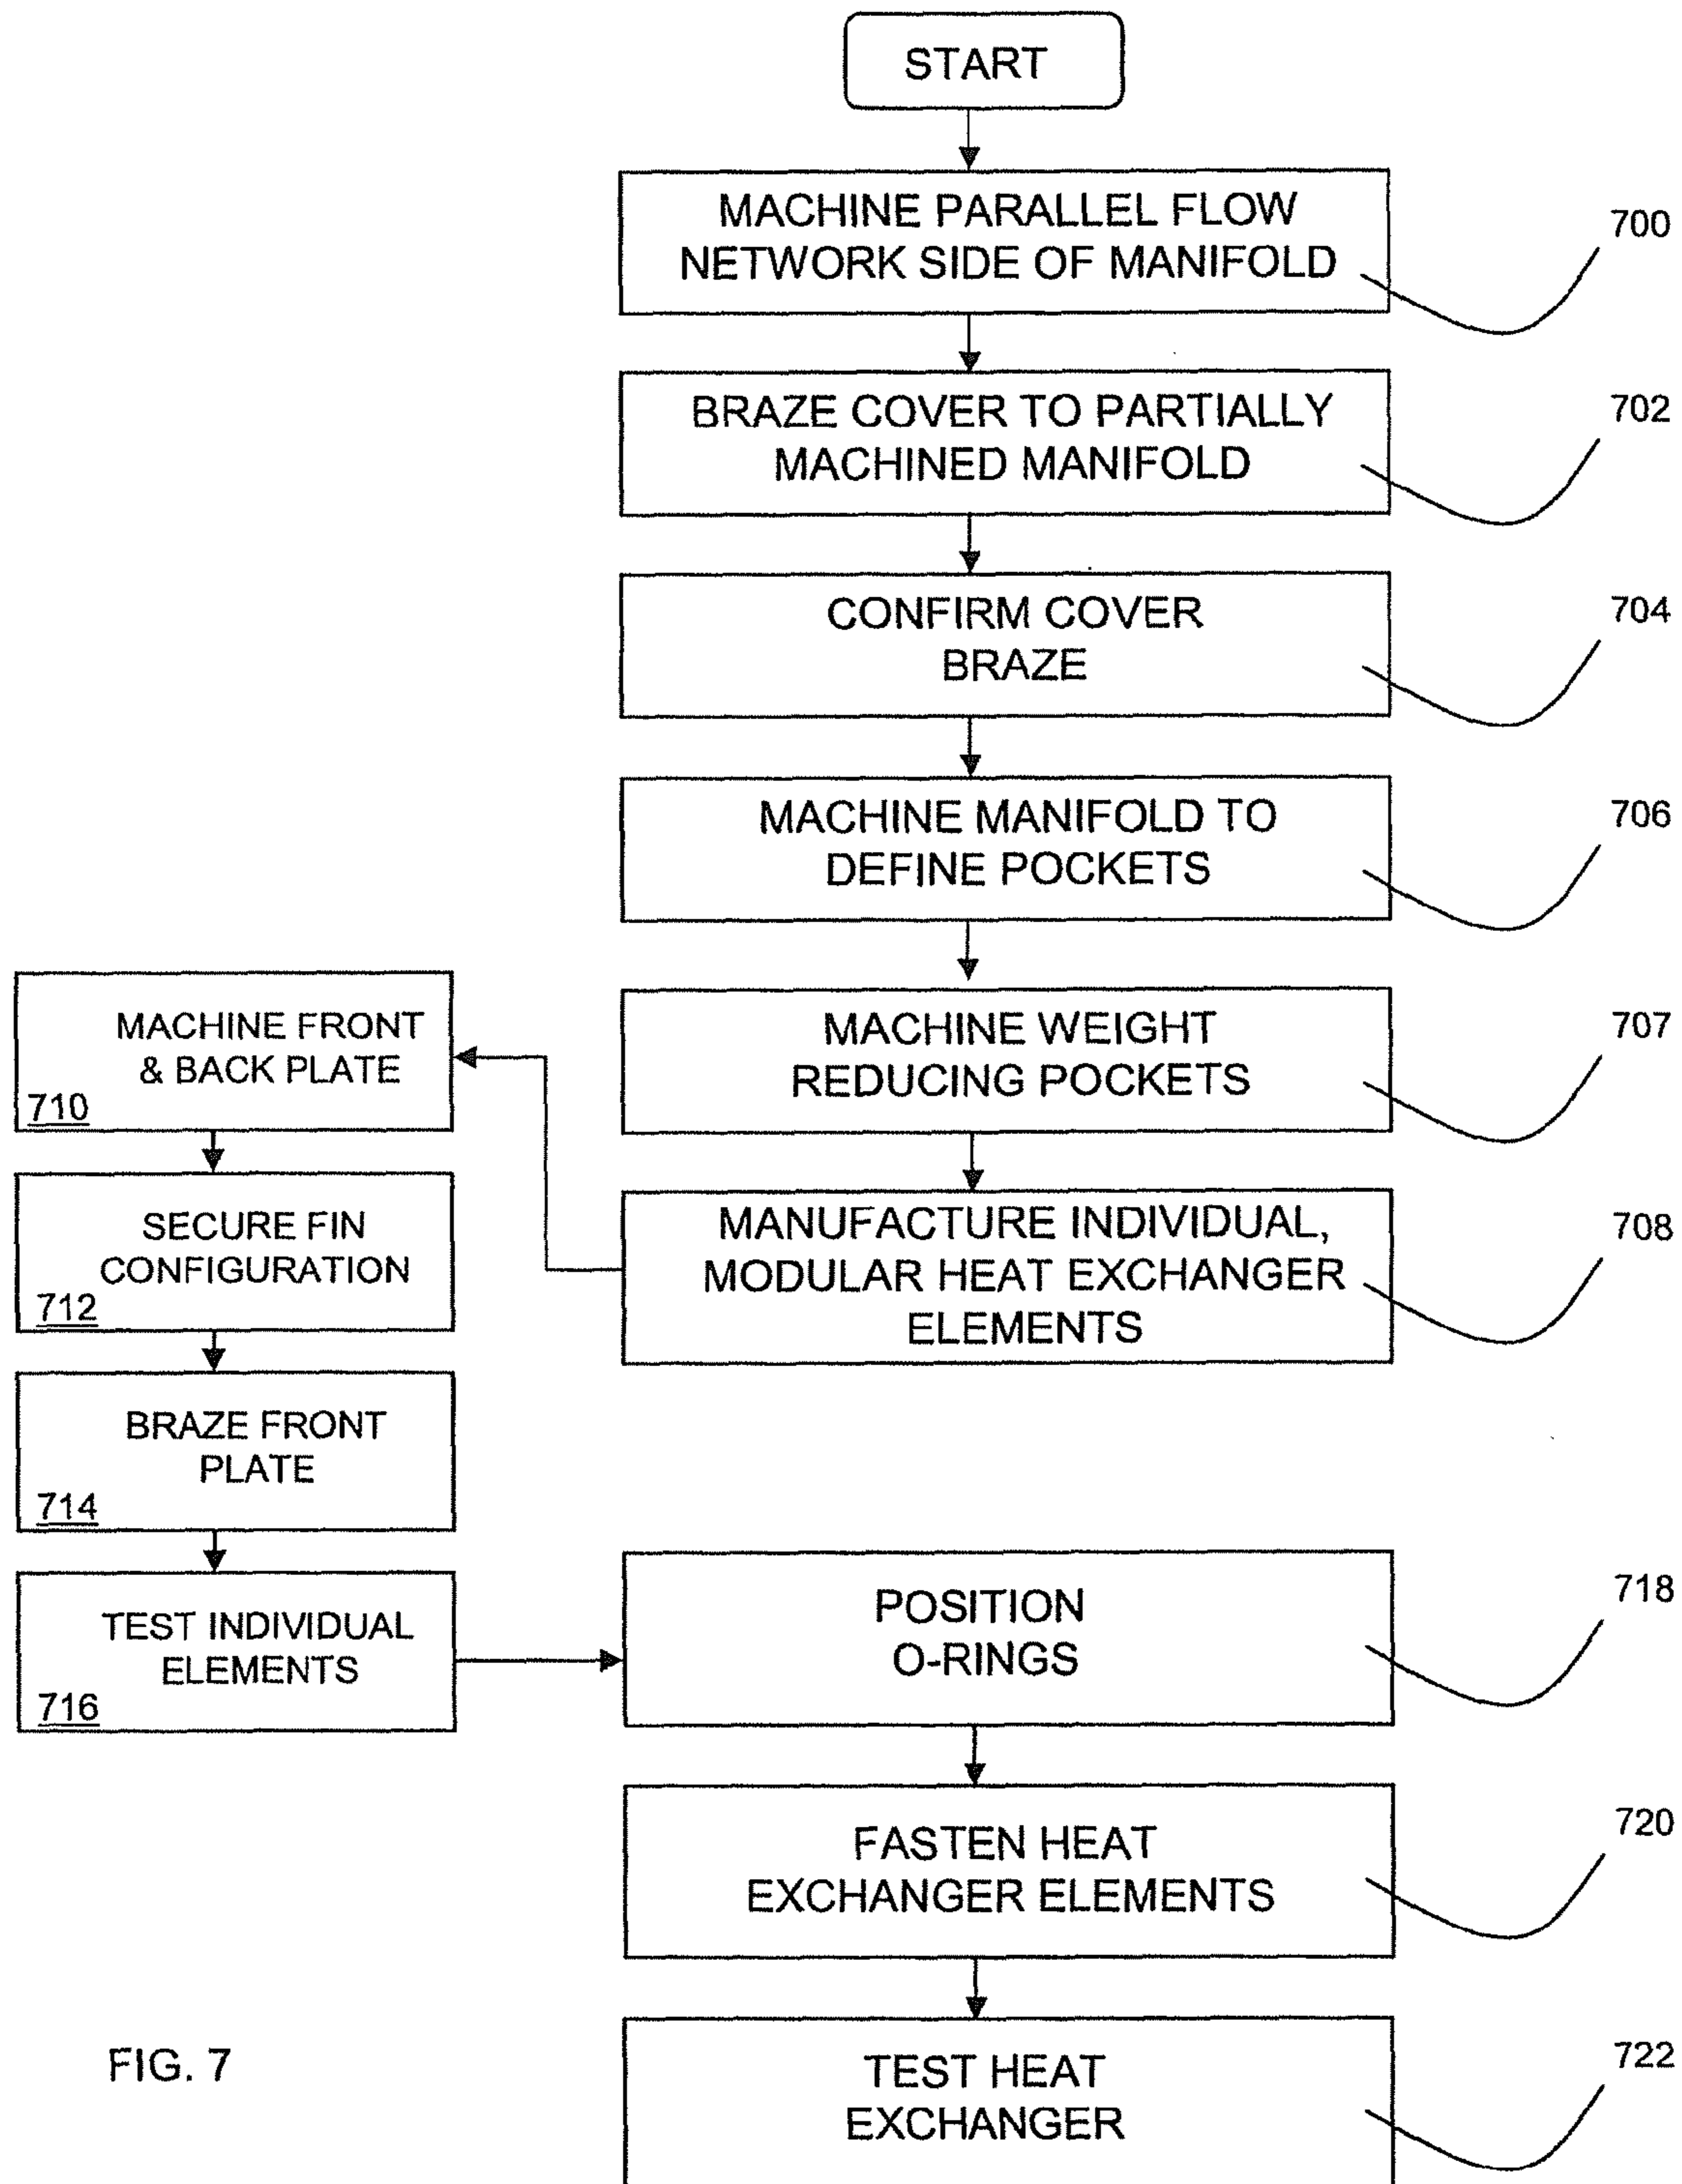 START
MACHINE PARALLEL FLOW
NETWORK SIDE OF MANIFOLD
700
BRAZE COVER TO PARTIALLY
MACHINED MANIFOLD
702
CONFIRM COVER
BRAZE
704
MACHINE MANIFOLD TO
DEFINE POCKETS
706
MACHINE WEIGHT
REDUCING POCKETS
707
MANUFACTURE INDIVIDUAL,
MODULAR HEAT EXCHANGER
ELEMENTS
708
MACHINE FRONT
& BACK PLATE
710
SECURE FIN
CONFIGURATION
712
BRAZE FRONT
PLATE
714
TEST INDIVIDUAL
ELEMENTS
716
POSITION
O-RINGS
718
FASTEN HEAT
EXCHANGER ELEMENTS
720
TEST HEAT
EXCHANGER
722
FIG. 7